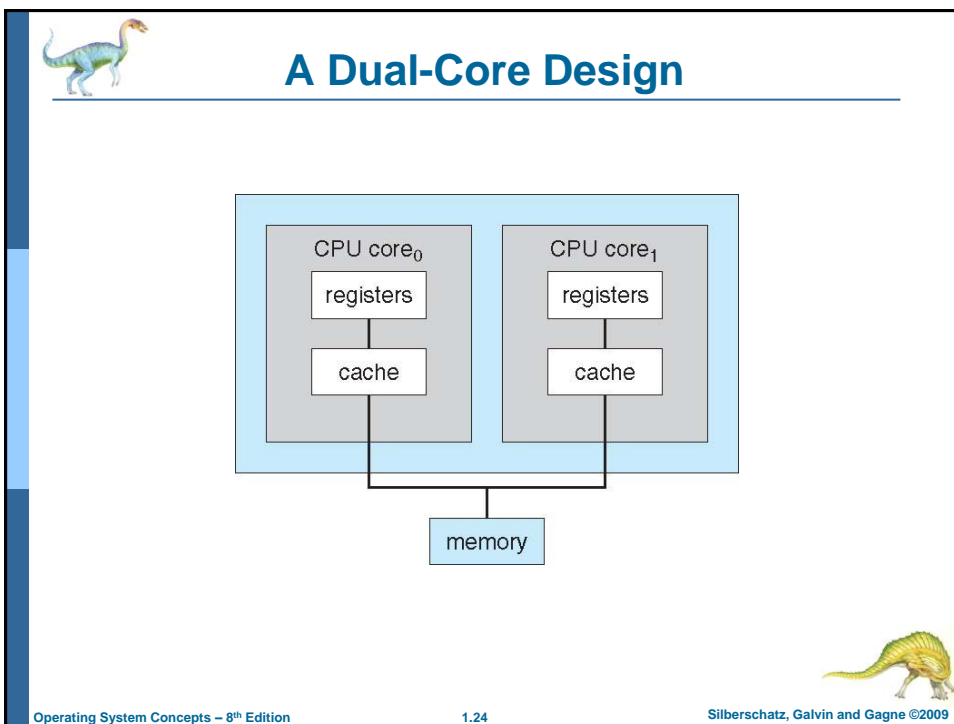 A Dual-Core Design
CPU core₀
registers
cache
CPU core₁
registers
cache
memory
Operating System Concepts – 8th Edition
1.24
Silberschatz, Galvin and Gagne ©2009